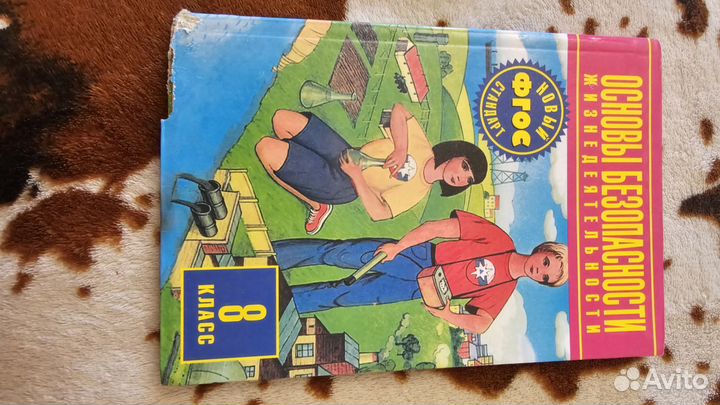 ОСНОВЫ БЕЗОПАСНОСТИ
ЖИЗНЕДЕЯТЕЛЬНОСТИ
НОВЫЙ
ФГОС
СТАНДАРТ
8
КЛАСС
Avito